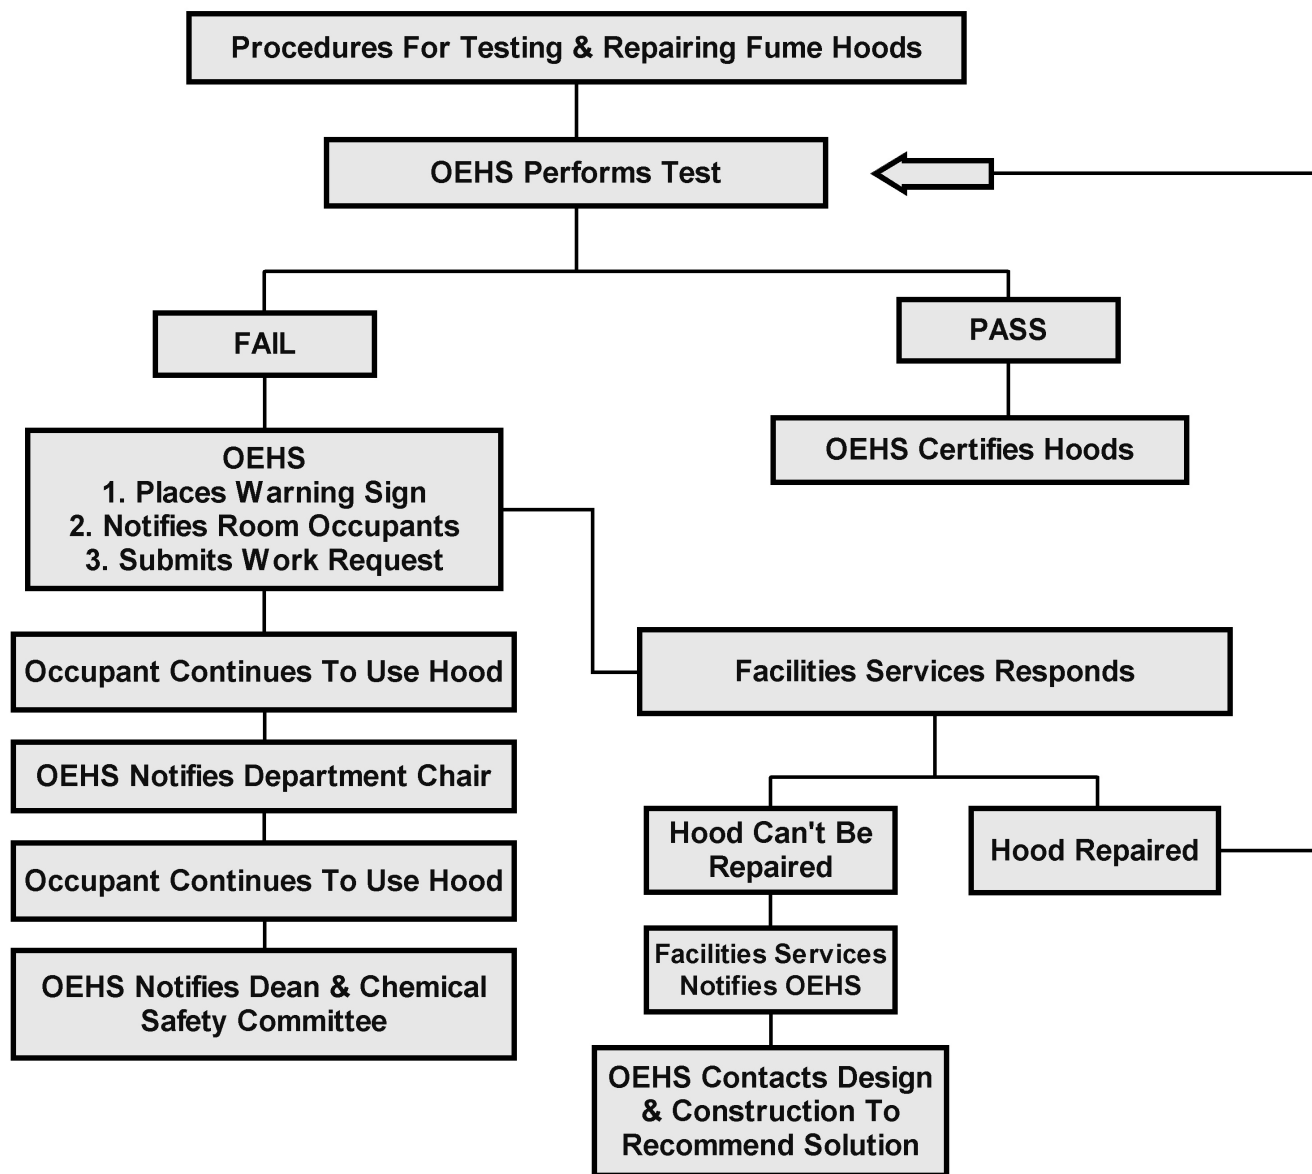 Procedures For Testing & Repairing Fume Hoods
OEHS Performs Test
FAIL
PASS
OEHS
1. Places Warning Sign
2. Notifies Room Occupants
3. Submits Work Request
OEHS Certifies Hoods
Occupant Continues To Use Hood
OEHS Notifies Department Chair
Occupant Continues To Use Hood
OEHS Notifies Dean & Chemical
Safety Committee
Facilities Services Responds
Hood Can't Be
Repaired
Hood Repaired
Facilities Services
Notifies OEHS
OEHS Contacts Design
& Construction To
Recommend Solution